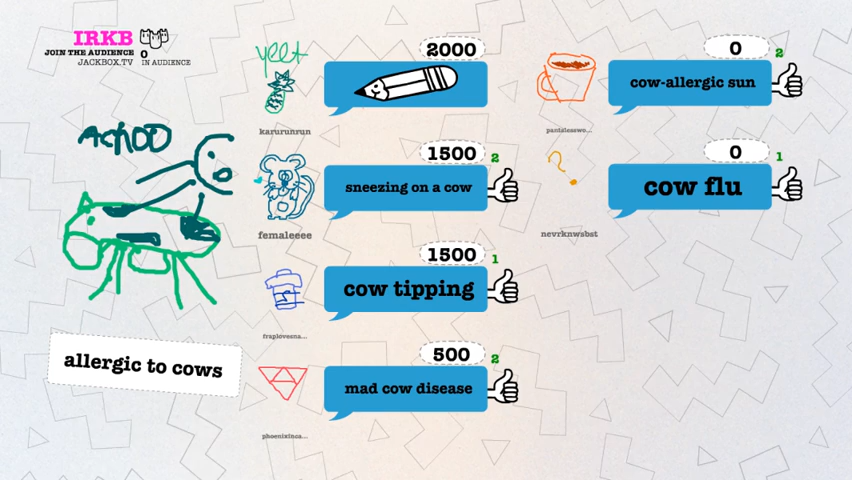 IRKB
JOIN THE AUDIENCE
JACKBOX.TV
0
IN AUDIENCE
ACHOO
allergic to cows
yeet
karurunrun
2000
femaleeee
1500
2
sneezing on a cow
fraplovesna...
1500
1
cow tipping
phoenixinca...
500
2
mad cow disease
0
2
cow-allergic sun
?
nevrknwsbst
0
1
cow flu